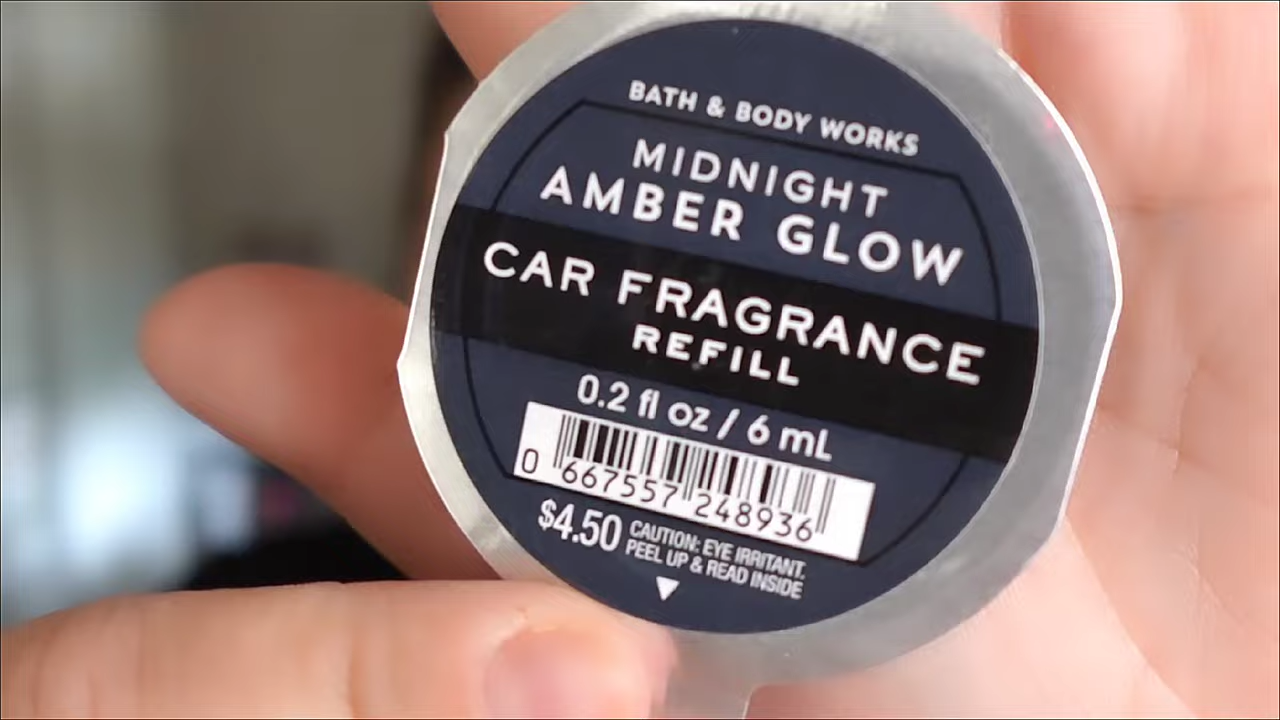 BATH & BODY WORKS
MIDNIGHT
AMBER GLOW
CAR FRAGRANCE
REFILL
0.2 fl oz / 6 mL
0 667557 248936
$4.50
CAUTION: EYE IRRITANT.
PEEL UP & READ INSIDE